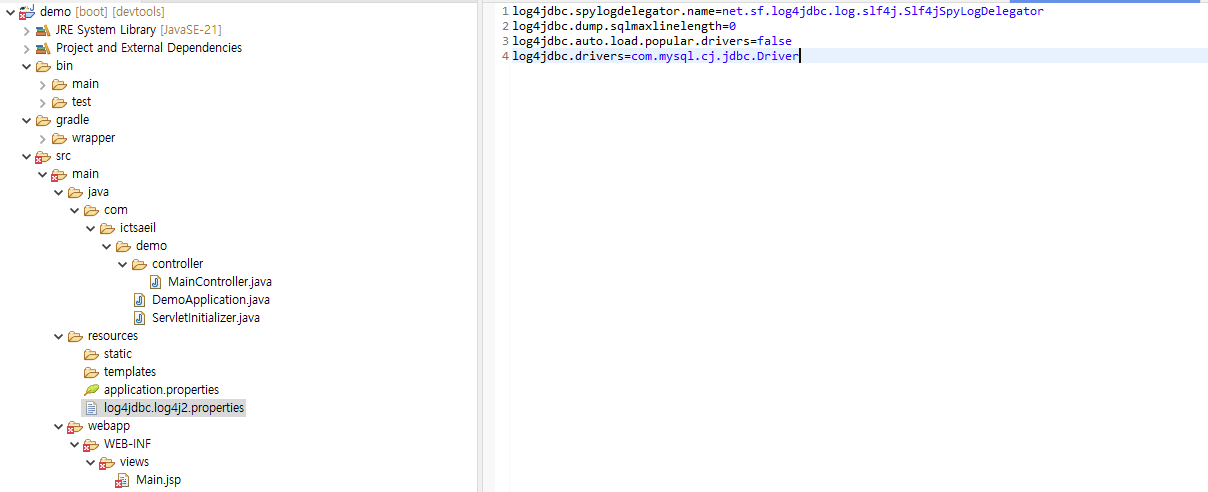 demo [boot] [devtools]
JRE System Library [JavaSE-21]
Project and External Dependencies
bin
main
test
gradle
wrapper
src
main
java
com
ictsaeil
demo
controller
MainController.java
DemoApplication.java
ServletInitializer.java
resources
static
templates
application.properties
log4jdbc.log4j2.properties
webapp
WEB-INF
views
Main.jsp
1 log4jdbc.spylogdelegator.name=net.sf.log4jdbc.log.slf4j.Slf4jSpyLogDelegator
2 log4jdbc.dump.sqlmaxlinelength=0
3 log4jdbc.auto.load.popular.drivers=false
4 log4jdbc.drivers=com.mysql.cj.jdbc.Driver